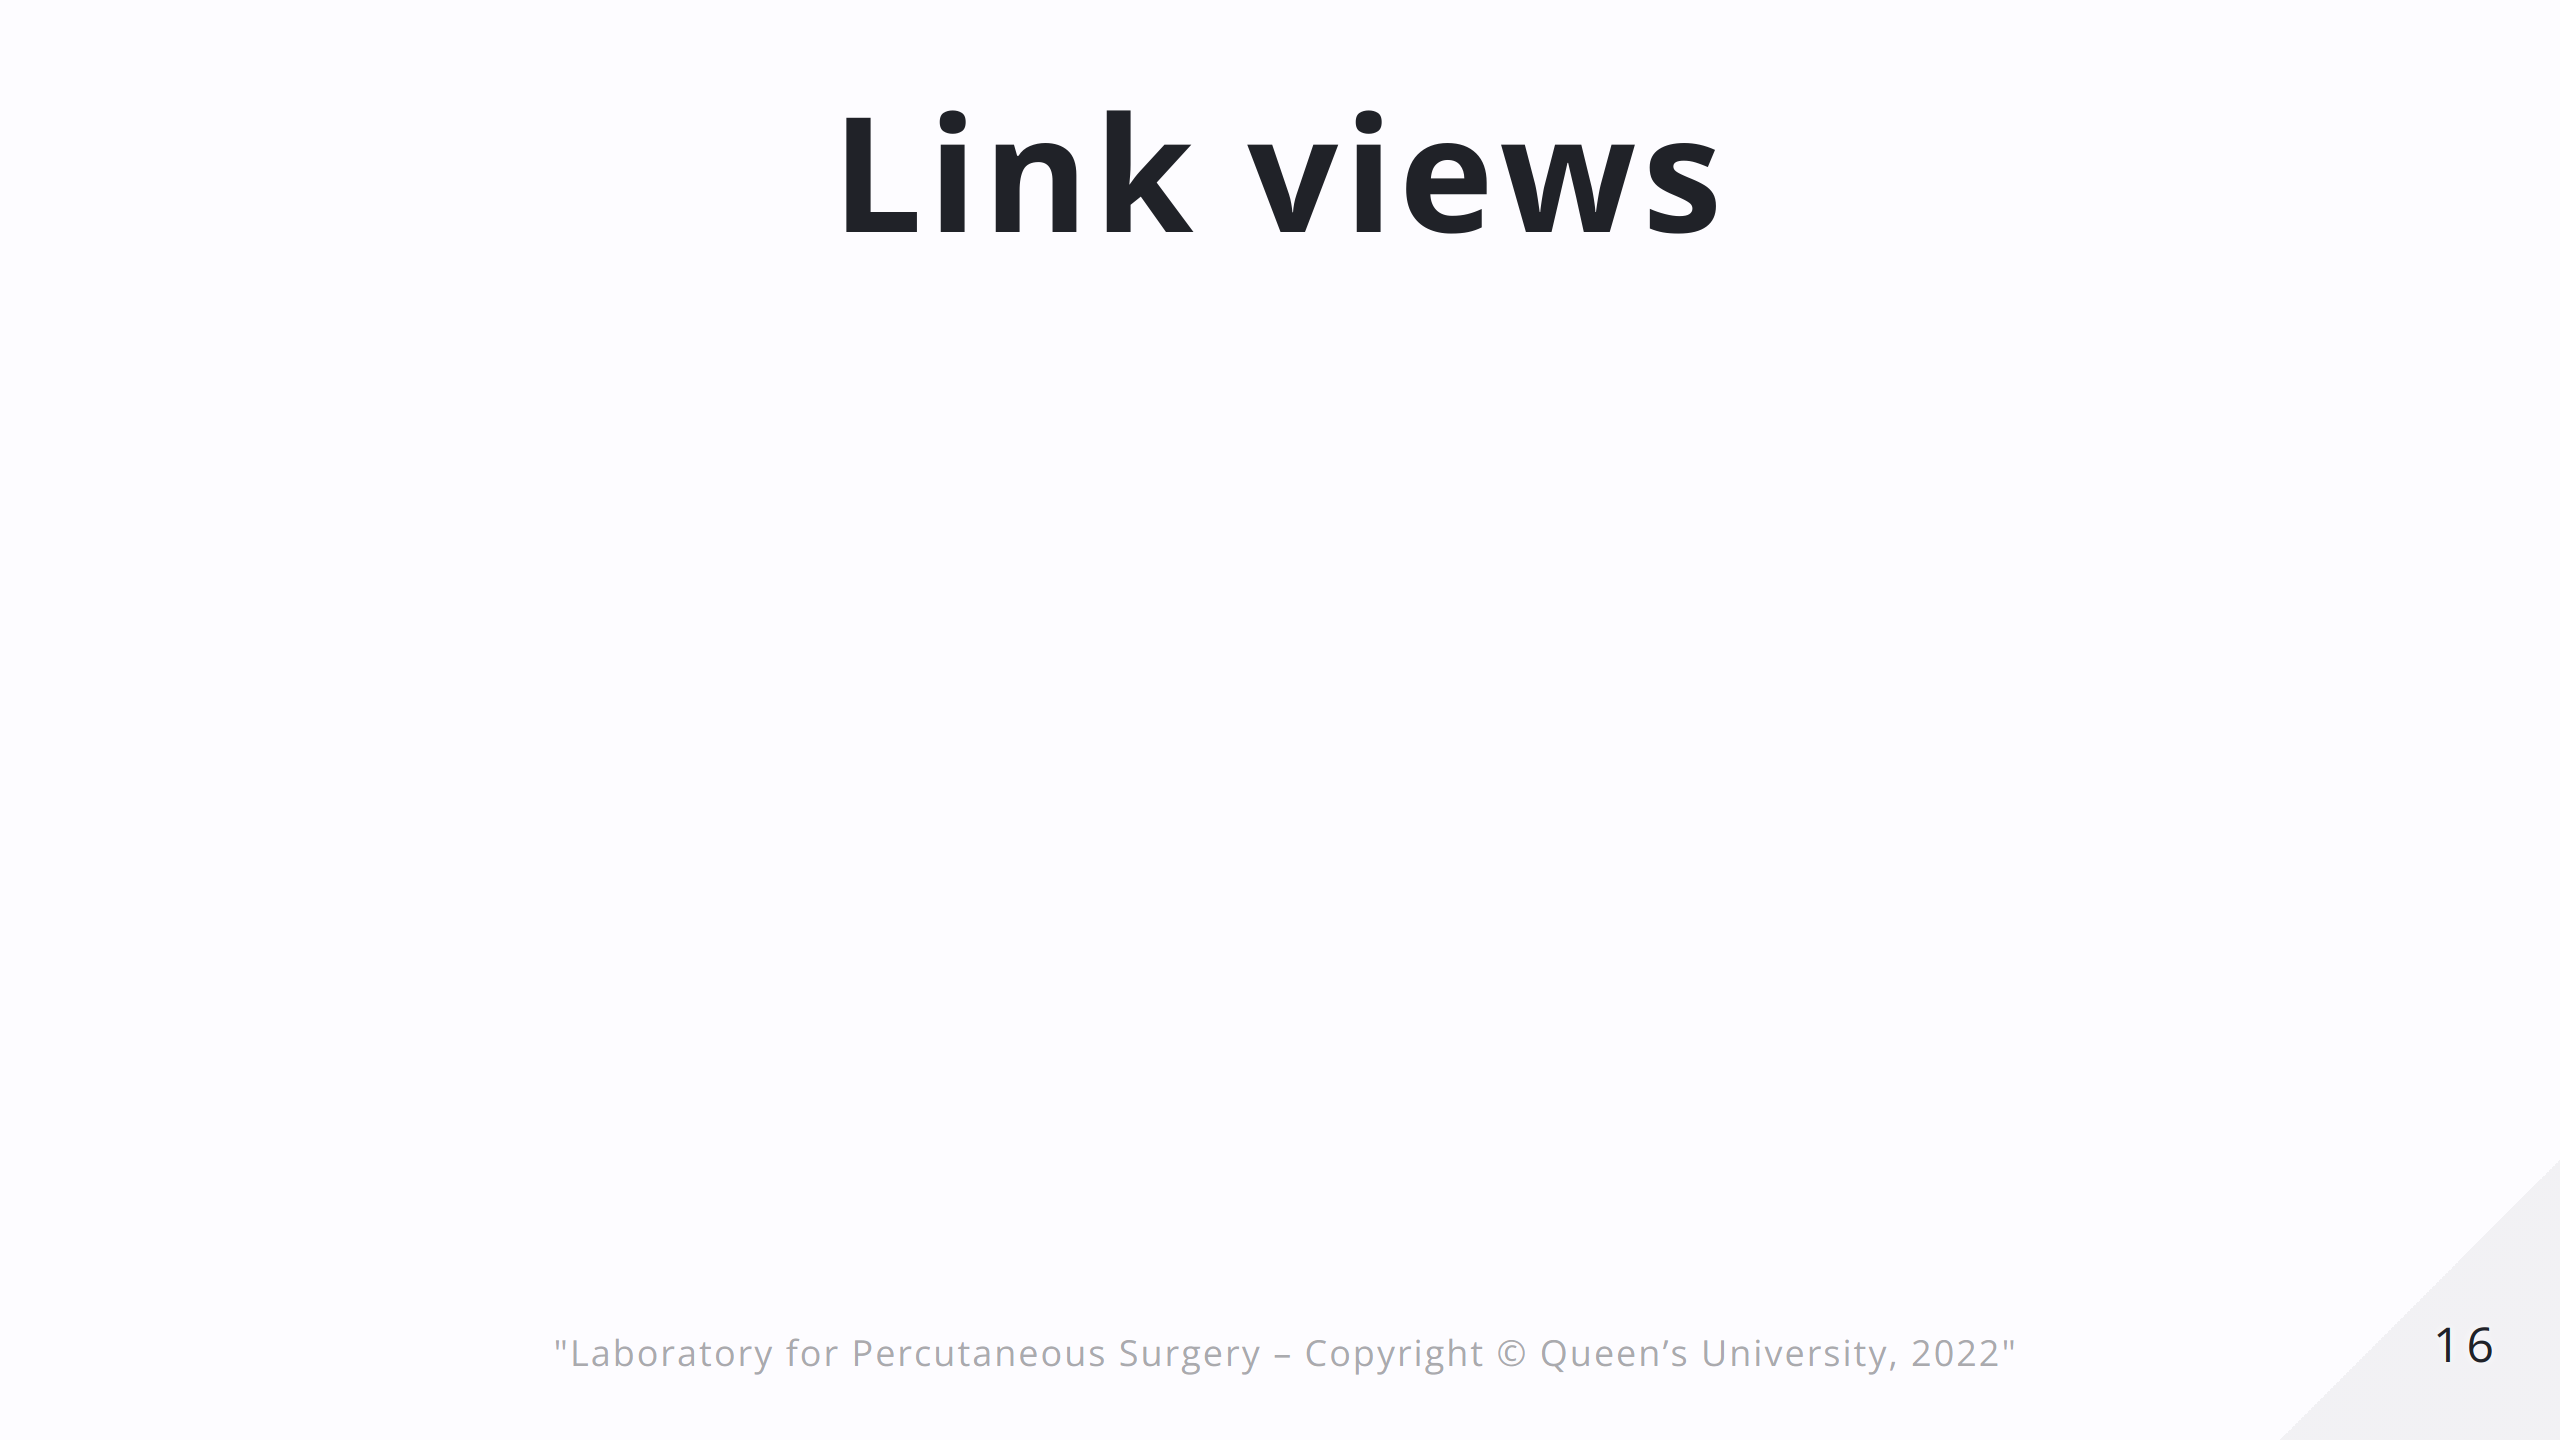 Link views
"Laboratory for Percutaneous Surgery – Copyright © Queen’s University, 2022"
16